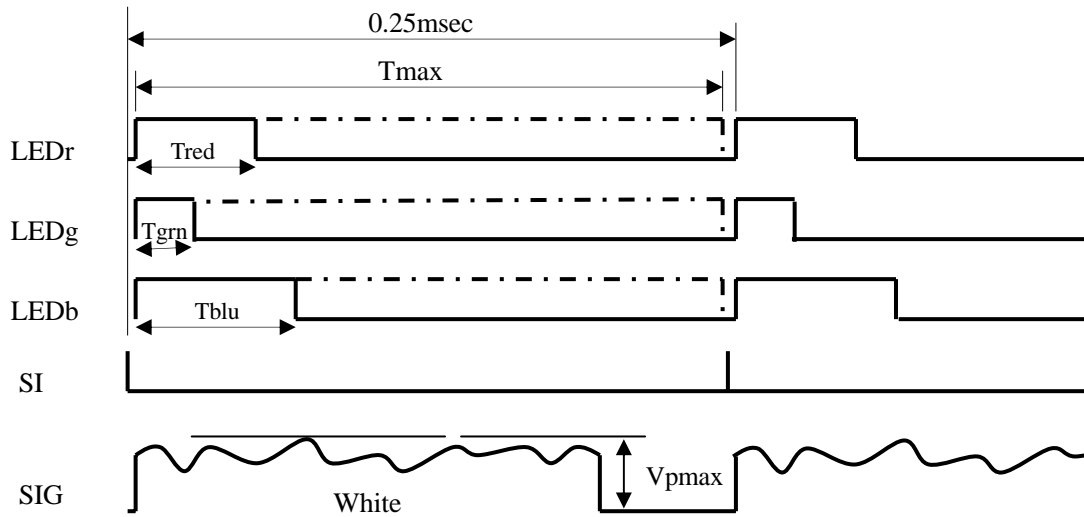 0.25msec
Tmax
LEDr
Tred
LEDg
Tgrn
LEDb
Tblu
SI
SIG
White
Vpmax